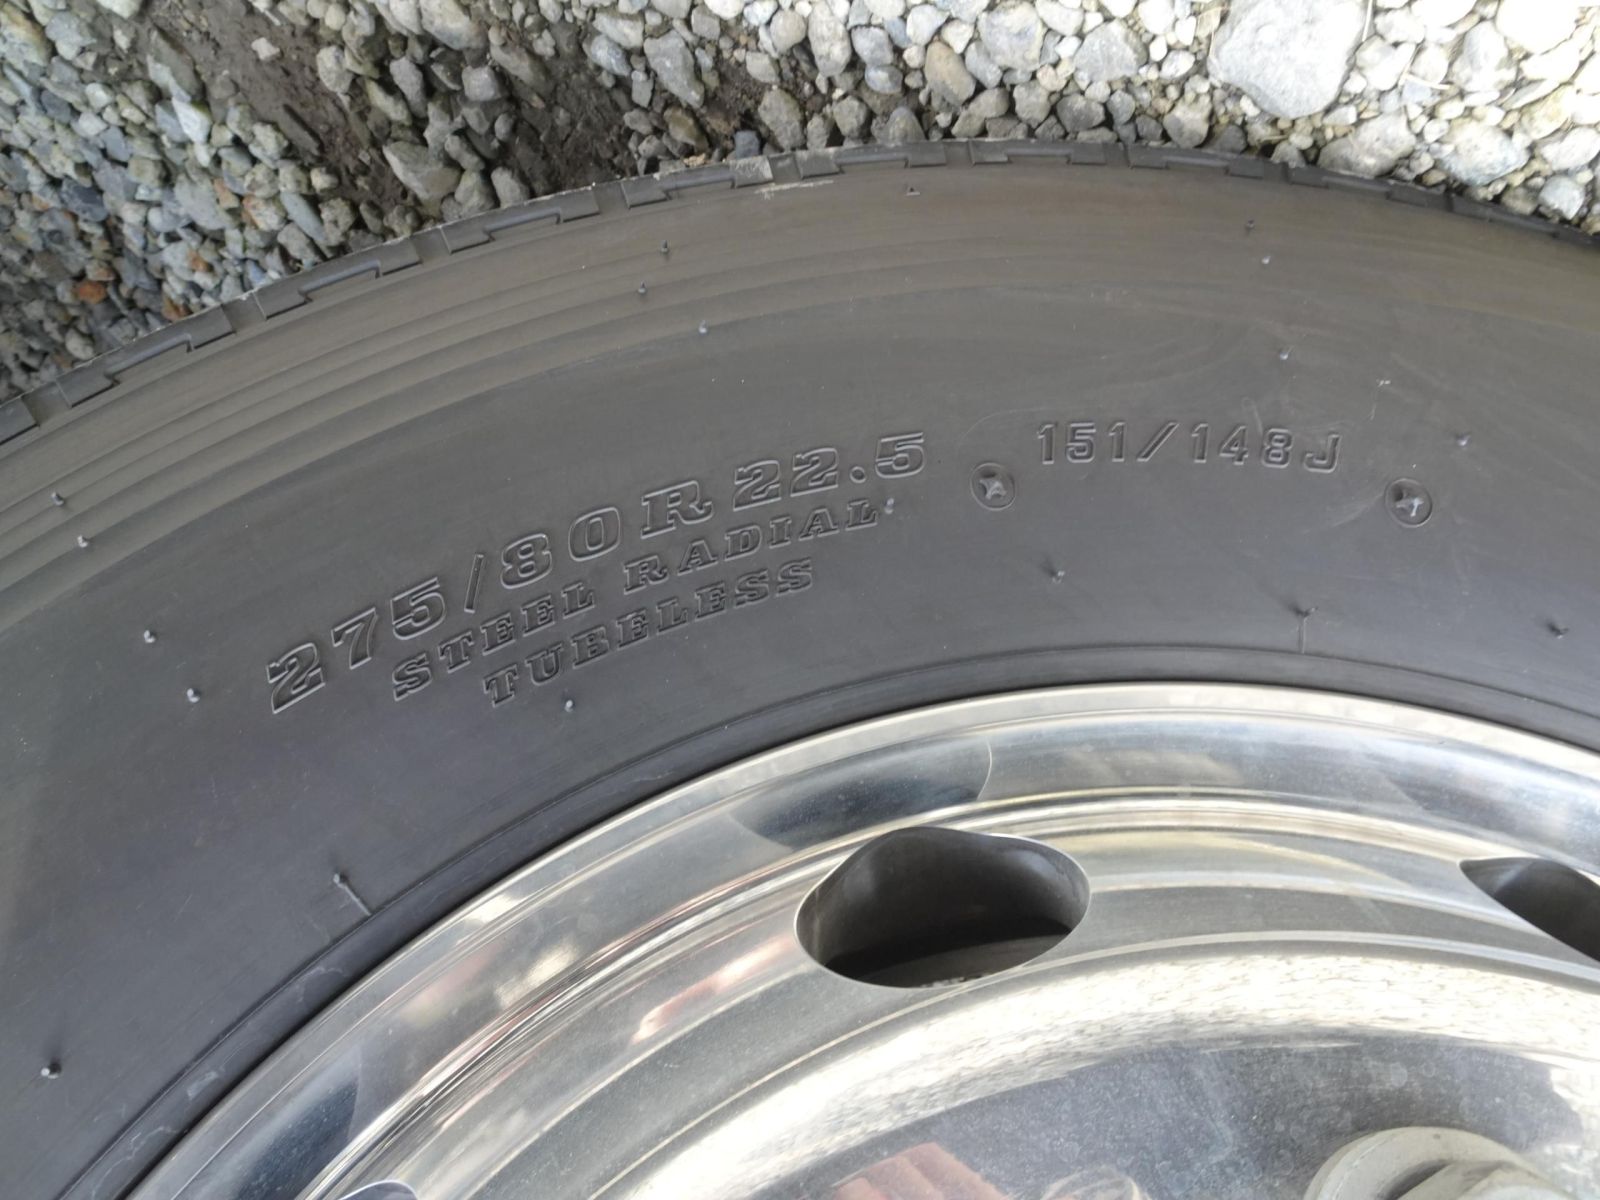 275/80R22.5
STEEL RADIAL
TUBELESS
151/148J